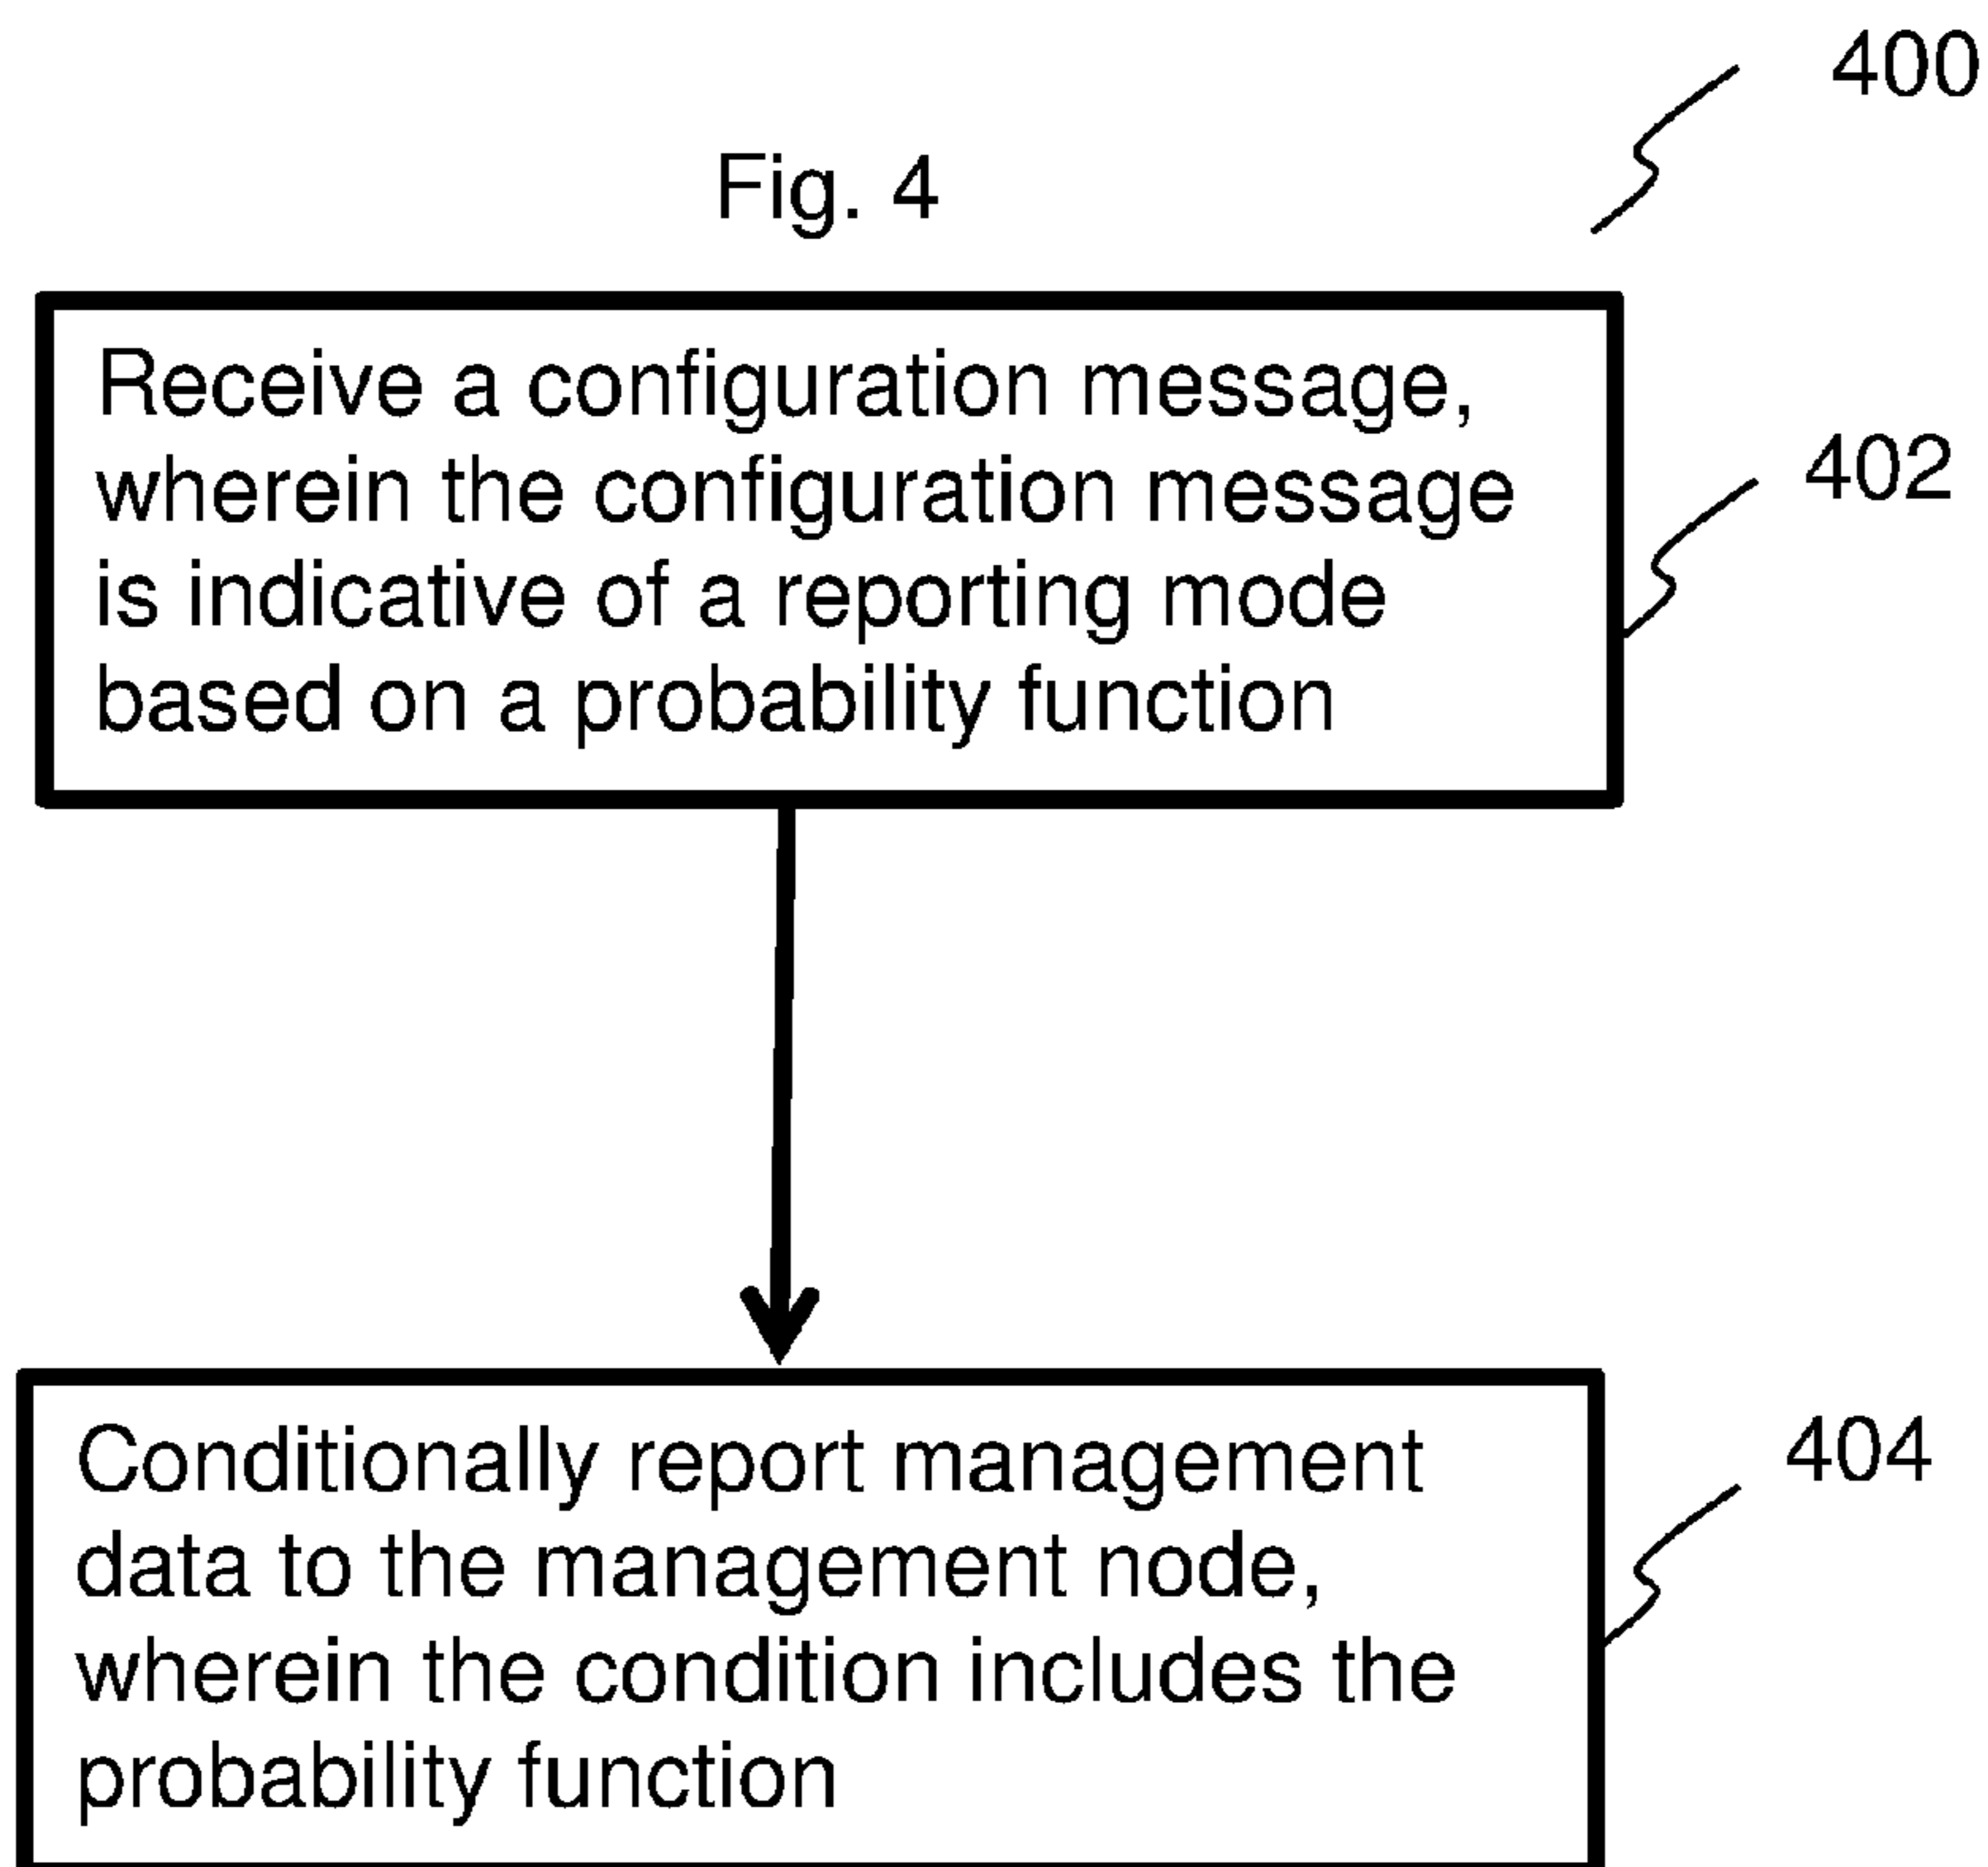 400
Fig. 4
Receive a configuration message,
wherein the configuration message
is indicative of a reporting mode
based on a probability function
402
Conditionally report management
data to the management node,
wherein the condition includes the
probability function
404